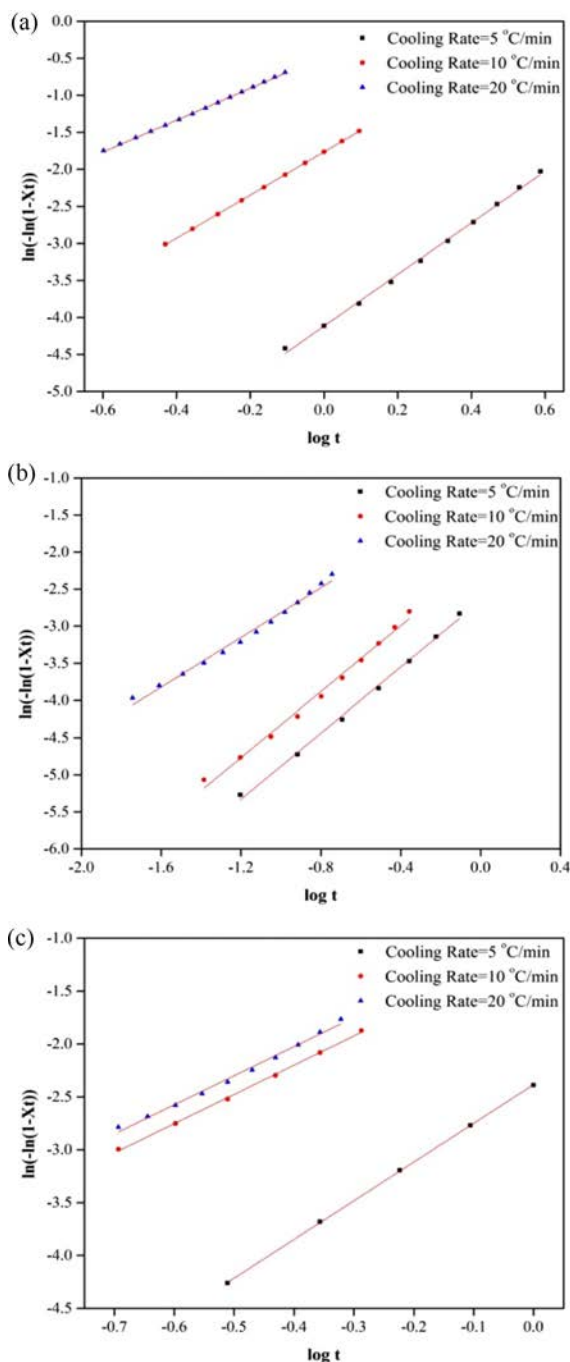 (a)
Cooling Rate=5 °C/min
Cooling Rate=10 °C/min
Cooling Rate=20 °C/min
ln(-ln(1-Xt))
0.0
-0.5
-1.0
-1.5
-2.0
-2.5
-3.0
-3.5
-4.0
-4.5
-5.0
-0.6 -0.4 -0.2 0.0 0.2 0.4 0.6
log t
(b)
Cooling Rate=5 °C/min
Cooling Rate=10 °C/min
Cooling Rate=20 °C/min
ln(-ln(1-Xt))
-1.0
-1.5
-2.0
-2.5
-3.0
-3.5
-4.0
-4.5
-5.0
-5.5
-6.0
-2.0 -1.6 -1.2 -0.8 -0.4 0.0 0.4
log t
(c)
Cooling Rate=5 °C/min
Cooling Rate=10 °C/min
Cooling Rate=20 °C/min
ln(-ln(1-Xt))
-1.0
-1.5
-2.0
-2.5
-3.0
-3.5
-4.0
-4.5
-0.7 -0.6 -0.5 -0.4 -0.3 -0.2 -0.1 0.0
log t